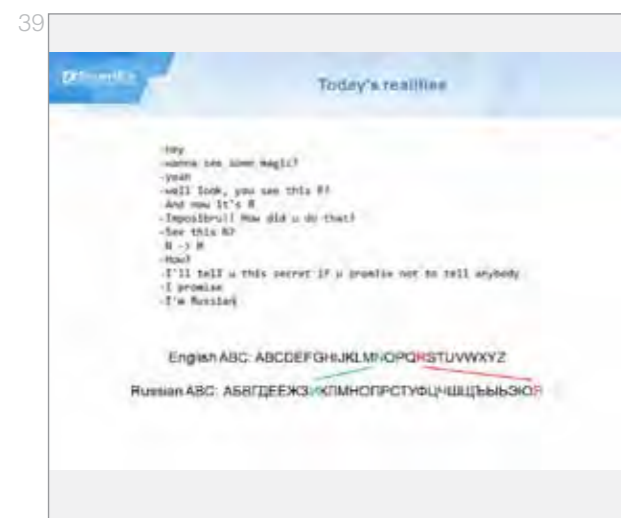 39
Today's realities
-hey
-wanna see some magic?
-yeah
-well look, you see this R?
-And now it's Я
-Imposibru!! How did u do that?
-See this N?
N -> И
-How?
-I'll tell u this secret if u promise not to tell anybody
-I promise
-I'm Russian
English ABC: ABCDEFGHIJKLMNOPQRSTUVWXYZ
Russian ABC: АБВГДЕЁЖЗИКЛМНОПРСТУФЦЧШЩЪЫЬЭЮЯ